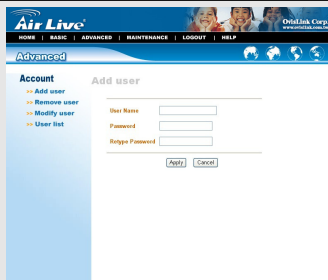 Air Live
OvisLink Corp.
www.ovislink.com.tw
HOME | BASIC | ADVANCED | MAINTENANCE | LOGOUT | HELP
Advanced
Account
Add user
Remove user
Modify user
User list
Add user
User Name
Password
Retype Password
Apply Cancel